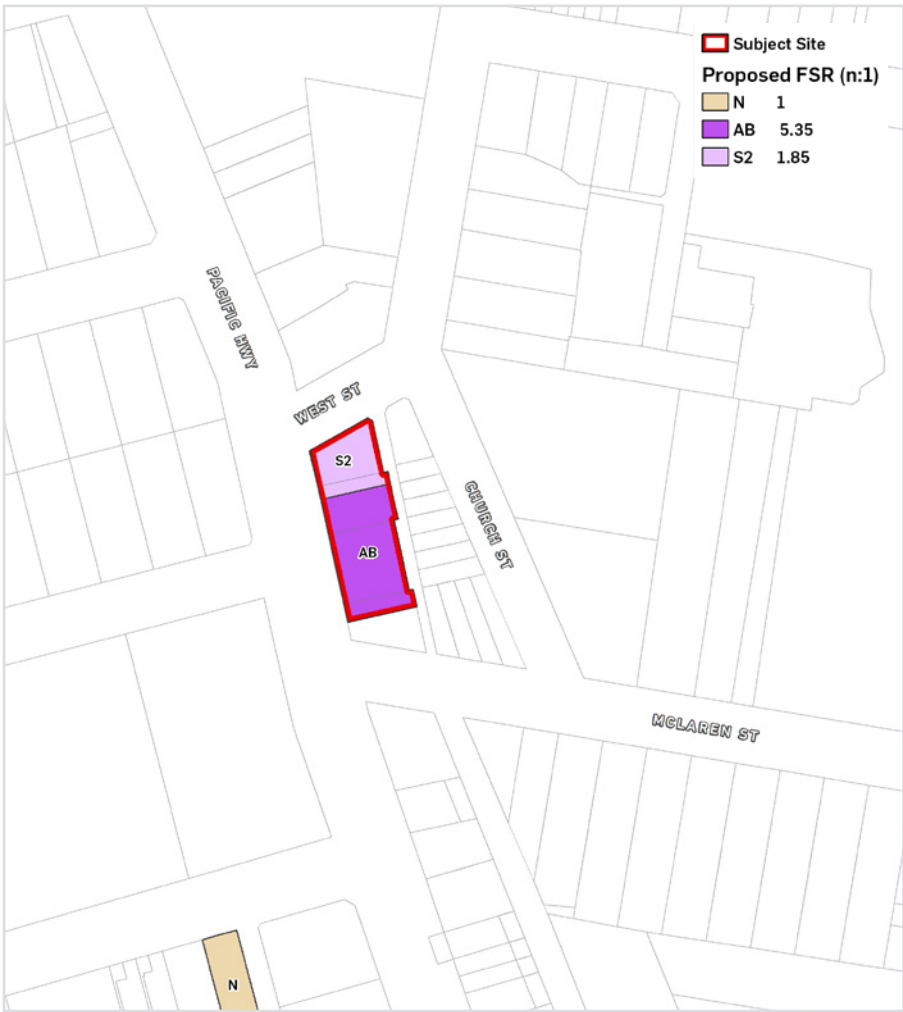 Subject Site
Proposed FSR (n:1)
N 1
AB 5.35
S2 1.85
PACIFIC HWY
WEST ST
S2
CHURCH ST
AB
MCLAREN ST
N